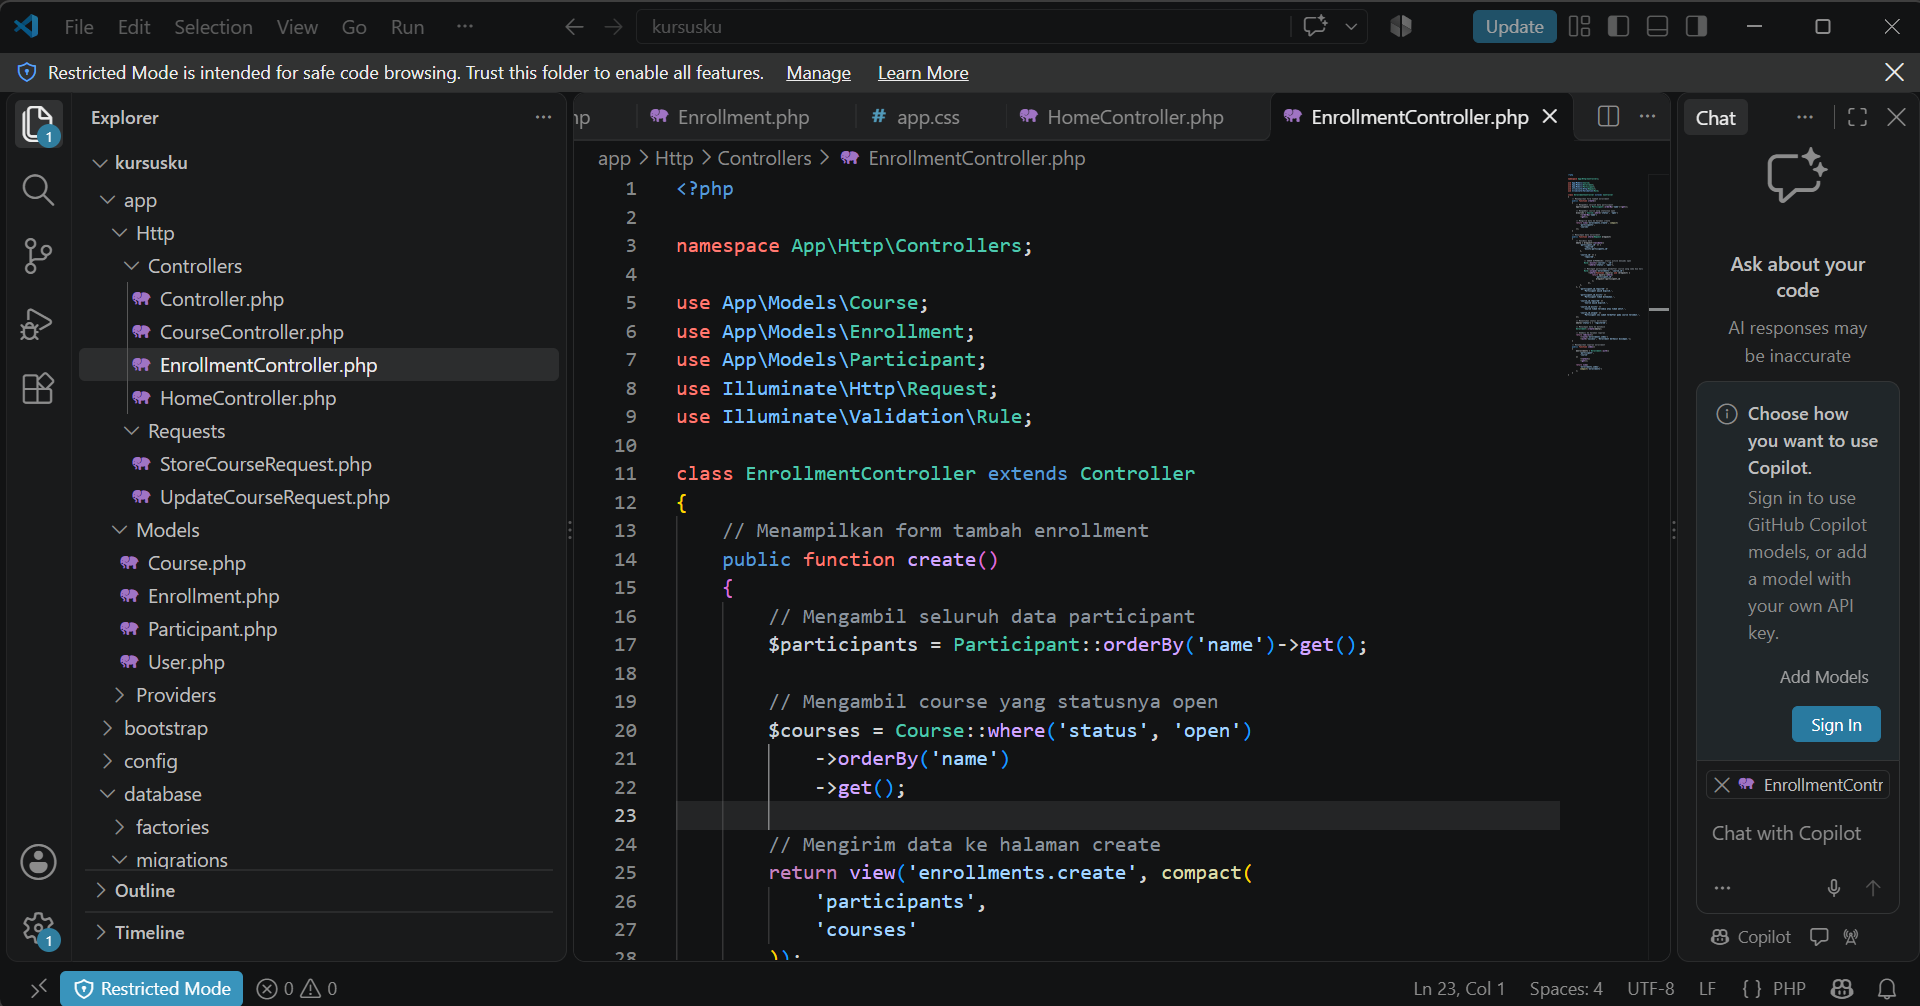 File Edit Selection View Go Run ···
kursusku
Update
Restricted Mode is intended for safe code browsing. Trust this folder to enable all features. Manage Learn More
1
Explorer
kursusku
app
Http
Controllers
Controller.php
CourseController.php
EnrollmentController.php
HomeController.php
Requests
StoreCourseRequest.php
UpdateCourseRequest.php
Models
Course.php
Enrollment.php
Participant.php
User.php
Providers
bootstrap
config
database
factories
migrations
Outline
Timeline
1
np Enrollment.php # app.css HomeController.php EnrollmentController.php
app > Http > Controllers > EnrollmentController.php
1 <?php
2
3 namespace App\Http\Controllers;
4
5 use App\Models\Course;
6 use App\Models\Enrollment;
7 use App\Models\Participant;
8 use Illuminate\Http\Request;
9 use Illuminate\Validation\Rule;
10
11 class EnrollmentController extends Controller
12 {
13 // Menampilkan form tambah enrollment
14 public function create()
15 {
16 // Mengambil seluruh data participant
17 $participants = Participant::orderBy('name')->get();
18
19 // Mengambil course yang statusnya open
20 $courses = Course::where('status', 'open')
21 ->orderBy('name')
22 ->get();
23
24 // Mengirim data ke halaman create
25 return view('enrollments.create', compact(
26 'participants',
27 'courses'
28 ));
Chat
Ask about your
code
AI responses may
be inaccurate
Choose how
you want to use
Copilot.
Sign in to use
GitHub Copilot
models, or add
a model with
your own API
key.
Add Models
Sign In
EnrollmentContr
Chat with Copilot
Copilot
Restricted Mode 0 0
Ln 23, Col 1 Spaces: 4 UTF-8 LF { } PHP